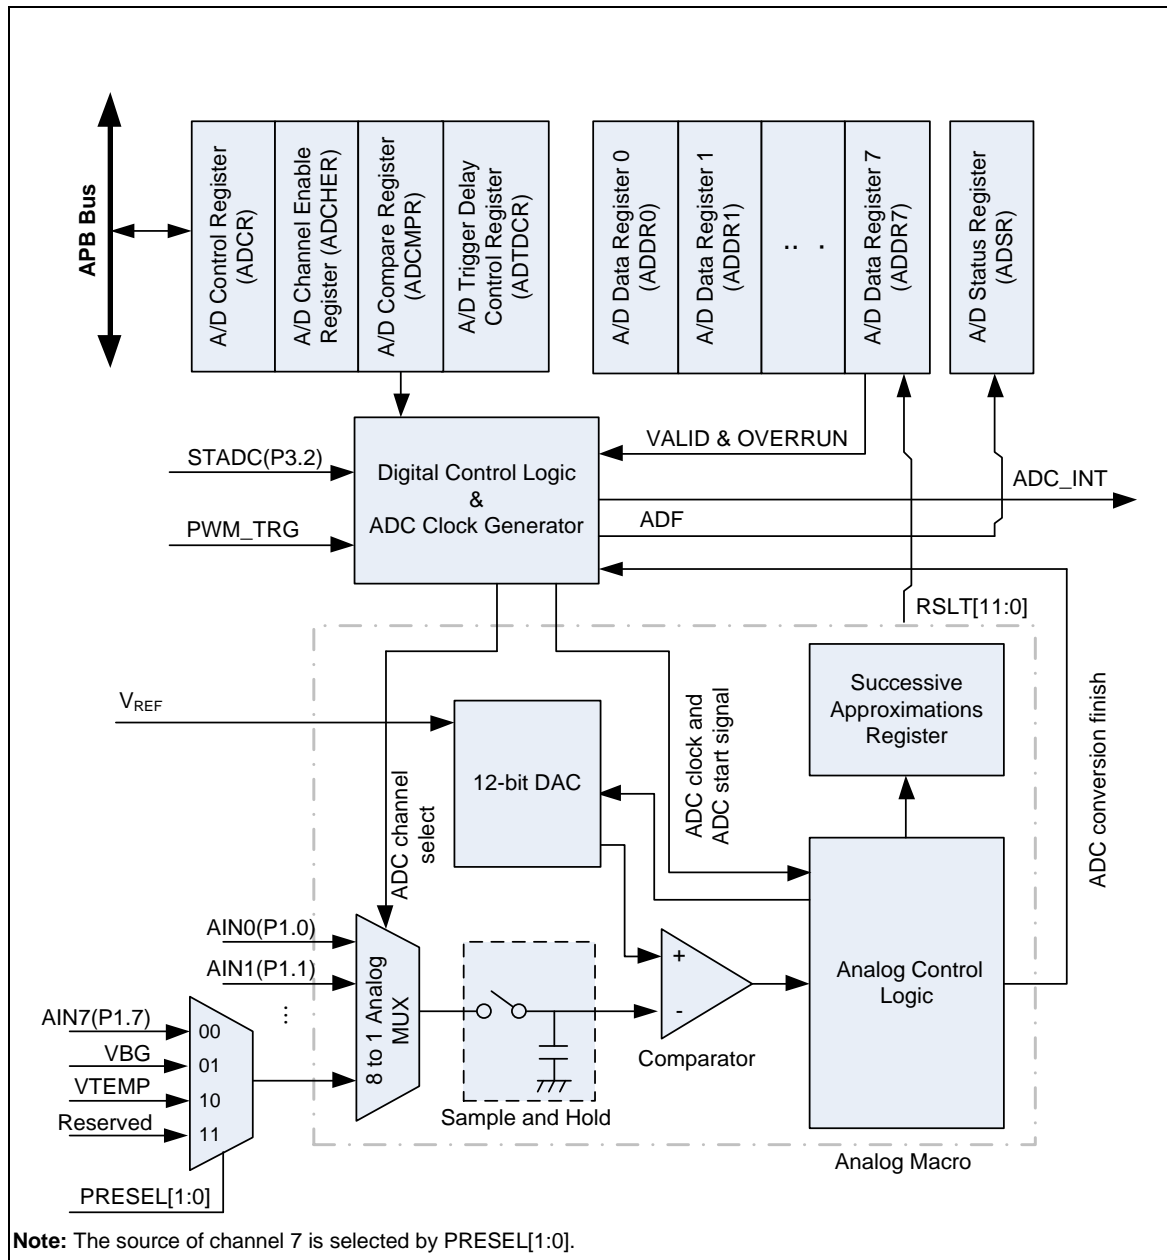 APB Bus
A/D Control Register
(ADCR)
A/D Channel Enable
Register (ADCHER)
A/D Compare Register
(ADCMPR)
A/D Trigger Delay
Control Register
(ADTDCR)
A/D Data Register 0
(ADDR0)
A/D Data Register 1
(ADDR1)
.. .
A/D Data Register 7
(ADDR7)
A/D Status Register
(ADSR)
STADC(P3.2)
PWM_TRG
Digital Control Logic
&
ADC Clock Generator
VALID & OVERRUN
ADC_INT
ADF
RSLT[11:0]
VREF
12-bit DAC
ADC channel
select
ADC clock and
ADC start signal
Successive
Approximations
Register
ADC conversion finish
AIN0(P1.0)
AIN1(P1.1)
...
AIN7(P1.7)
VBG
VTEMP
Reserved
00
01
10
11
PRESEL[1:0]
8 to 1 Analog
MUX
Sample and Hold
+
-
Comparator
Analog Control
Logic
Analog Macro
Note: The source of channel 7 is selected by PRESEL[1:0].